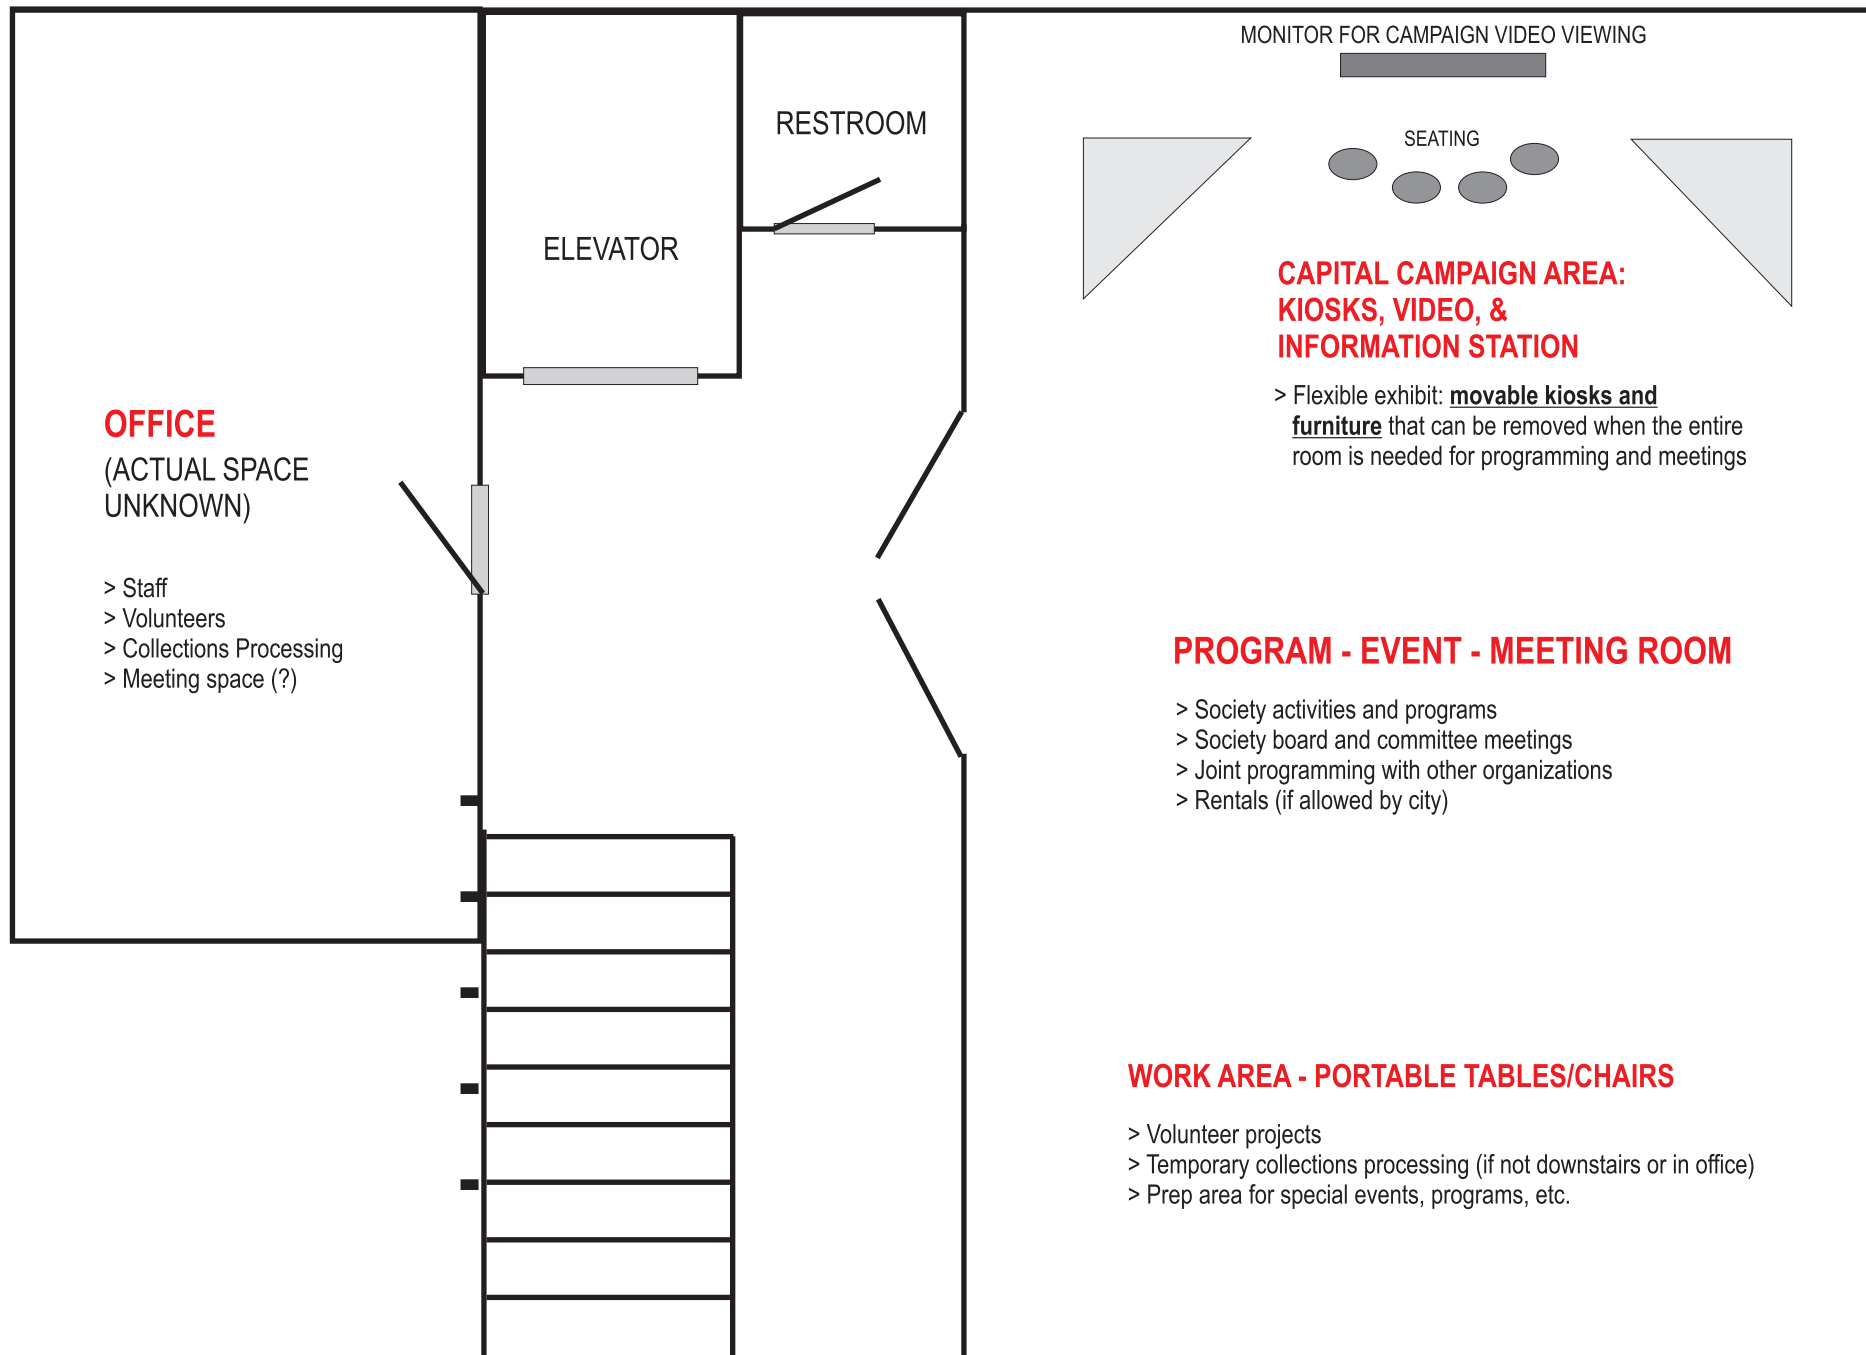 MONITOR FOR CAMPAIGN VIDEO VIEWING
RESTROOM
SEATING
ELEVATOR
CAPITAL CAMPAIGN AREA:
KIOSKS, VIDEO, &
INFORMATION STATION
> Flexible exhibit: movable kiosks and
furniture that can be removed when the entire
room is needed for programming and meetings
OFFICE
(ACTUAL SPACE
UNKNOWN)
> Staff
> Volunteers
> Collections Processing
> Meeting space (?)
PROGRAM - EVENT - MEETING ROOM
> Society activities and programs
> Society board and committee meetings
> Joint programming with other organizations
> Rentals (if allowed by city)
WORK AREA - PORTABLE TABLES/CHAIRS
> Volunteer projects
> Temporary collections processing (if not downstairs or in office)
> Prep area for special events, programs, etc.